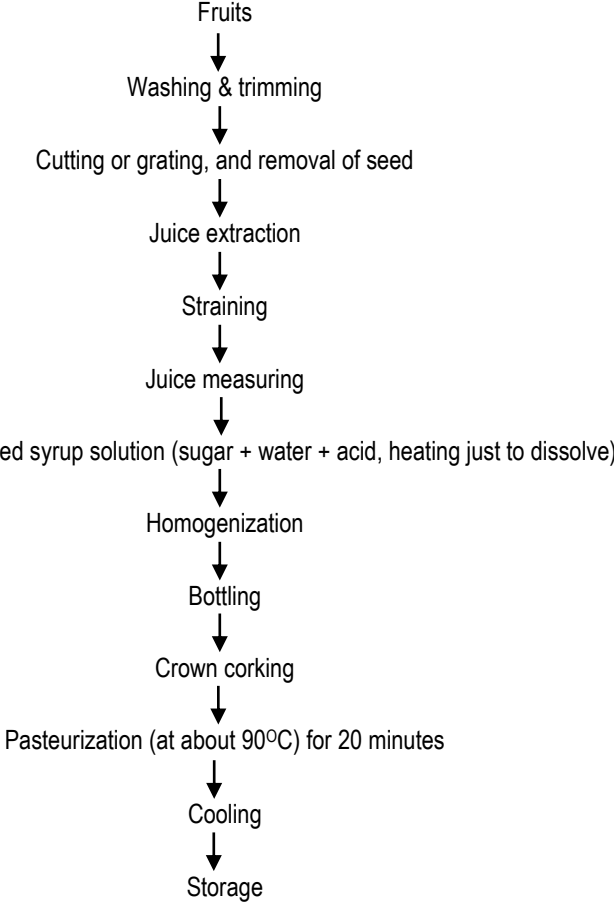 Fruits
Washing & trimming
Cutting or grating, and removal of seed
Juice extraction
Straining
Juice measuring
ed syrup solution (sugar + water + acid, heating just to dissolve)
Homogenization
Bottling
Crown corking
Pasteurization (at about 90ᴼC) for 20 minutes
Cooling
Storage